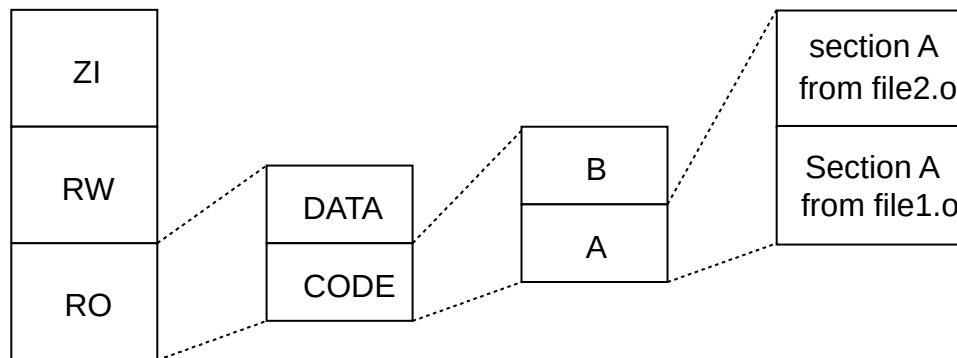 ZI
RW
RO
DATA
CODE
B
A
section A
from file2.o
Section A
from file1.o